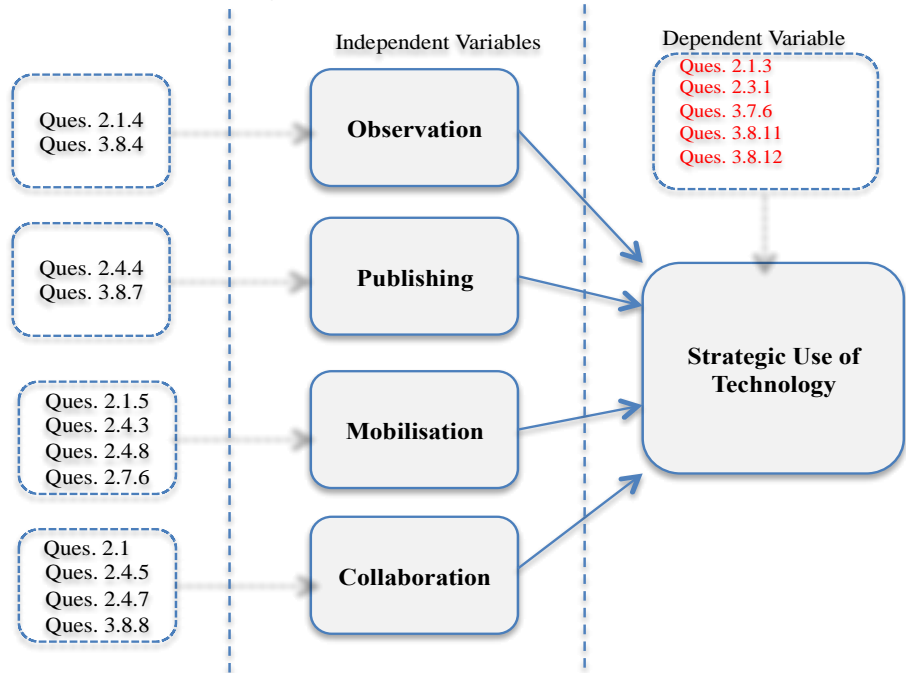 Independent Variables
Dependent Variable
Ques. 2.1.3
Ques. 2.3.1
Ques. 3.7.6
Ques. 3.8.11
Ques. 3.8.12
Ques. 2.1.4
Ques. 3.8.4
Observation
Ques. 2.4.4
Ques. 3.8.7
Publishing
Strategic Use of
Technology
Ques. 2.1.5
Ques. 2.4.3
Ques. 2.4.8
Ques. 2.7.6
Mobilisation
Ques. 2.1
Ques. 2.4.5
Ques. 2.4.7
Ques. 3.8.8
Collaboration